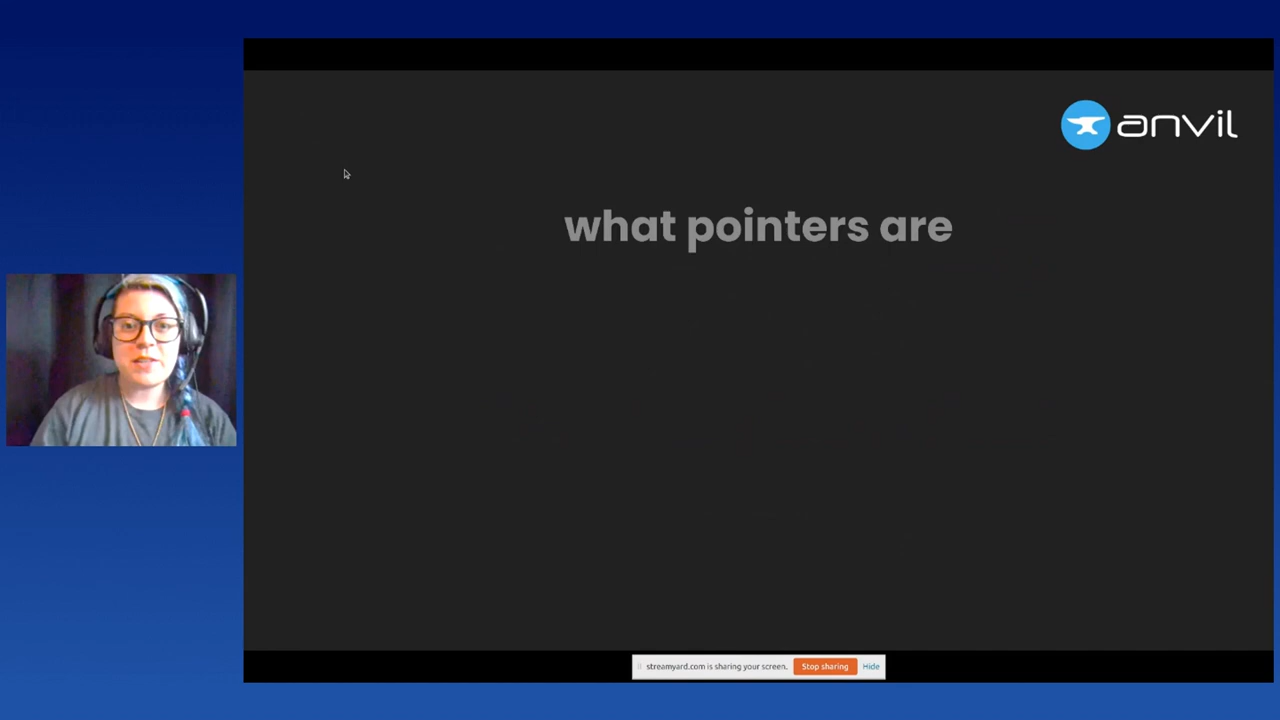 anvil
what pointers are
streamyard.com is sharing your screen.
Stop sharing
Hide